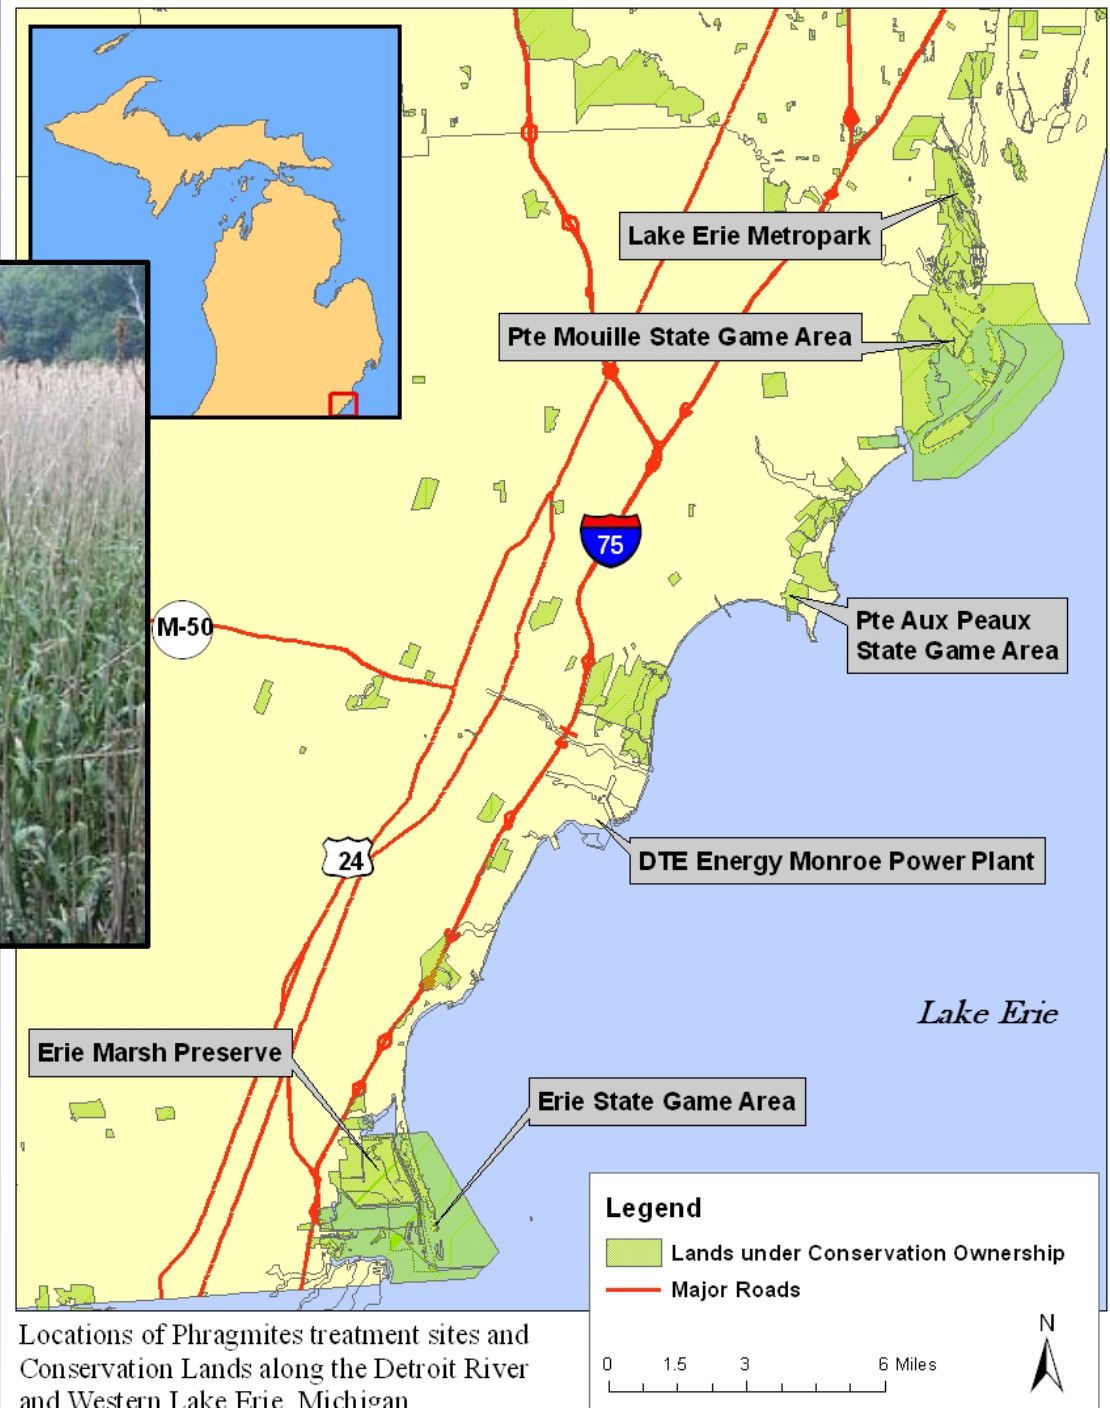 Lake Erie Metropark
Pte Mouille State Game Area
75
M-50
Pte Aux Peaux
State Game Area
24
DTE Energy Monroe Power Plant
Lake Erie
Erie Marsh Preserve
Erie State Game Area
Legend
Lands under Conservation Ownership
Major Roads
N
0 1.5 3 6 Miles
Locations of Phragmites treatment sites and
Conservation Lands along the Detroit River
and Western Lake Erie, Michigan